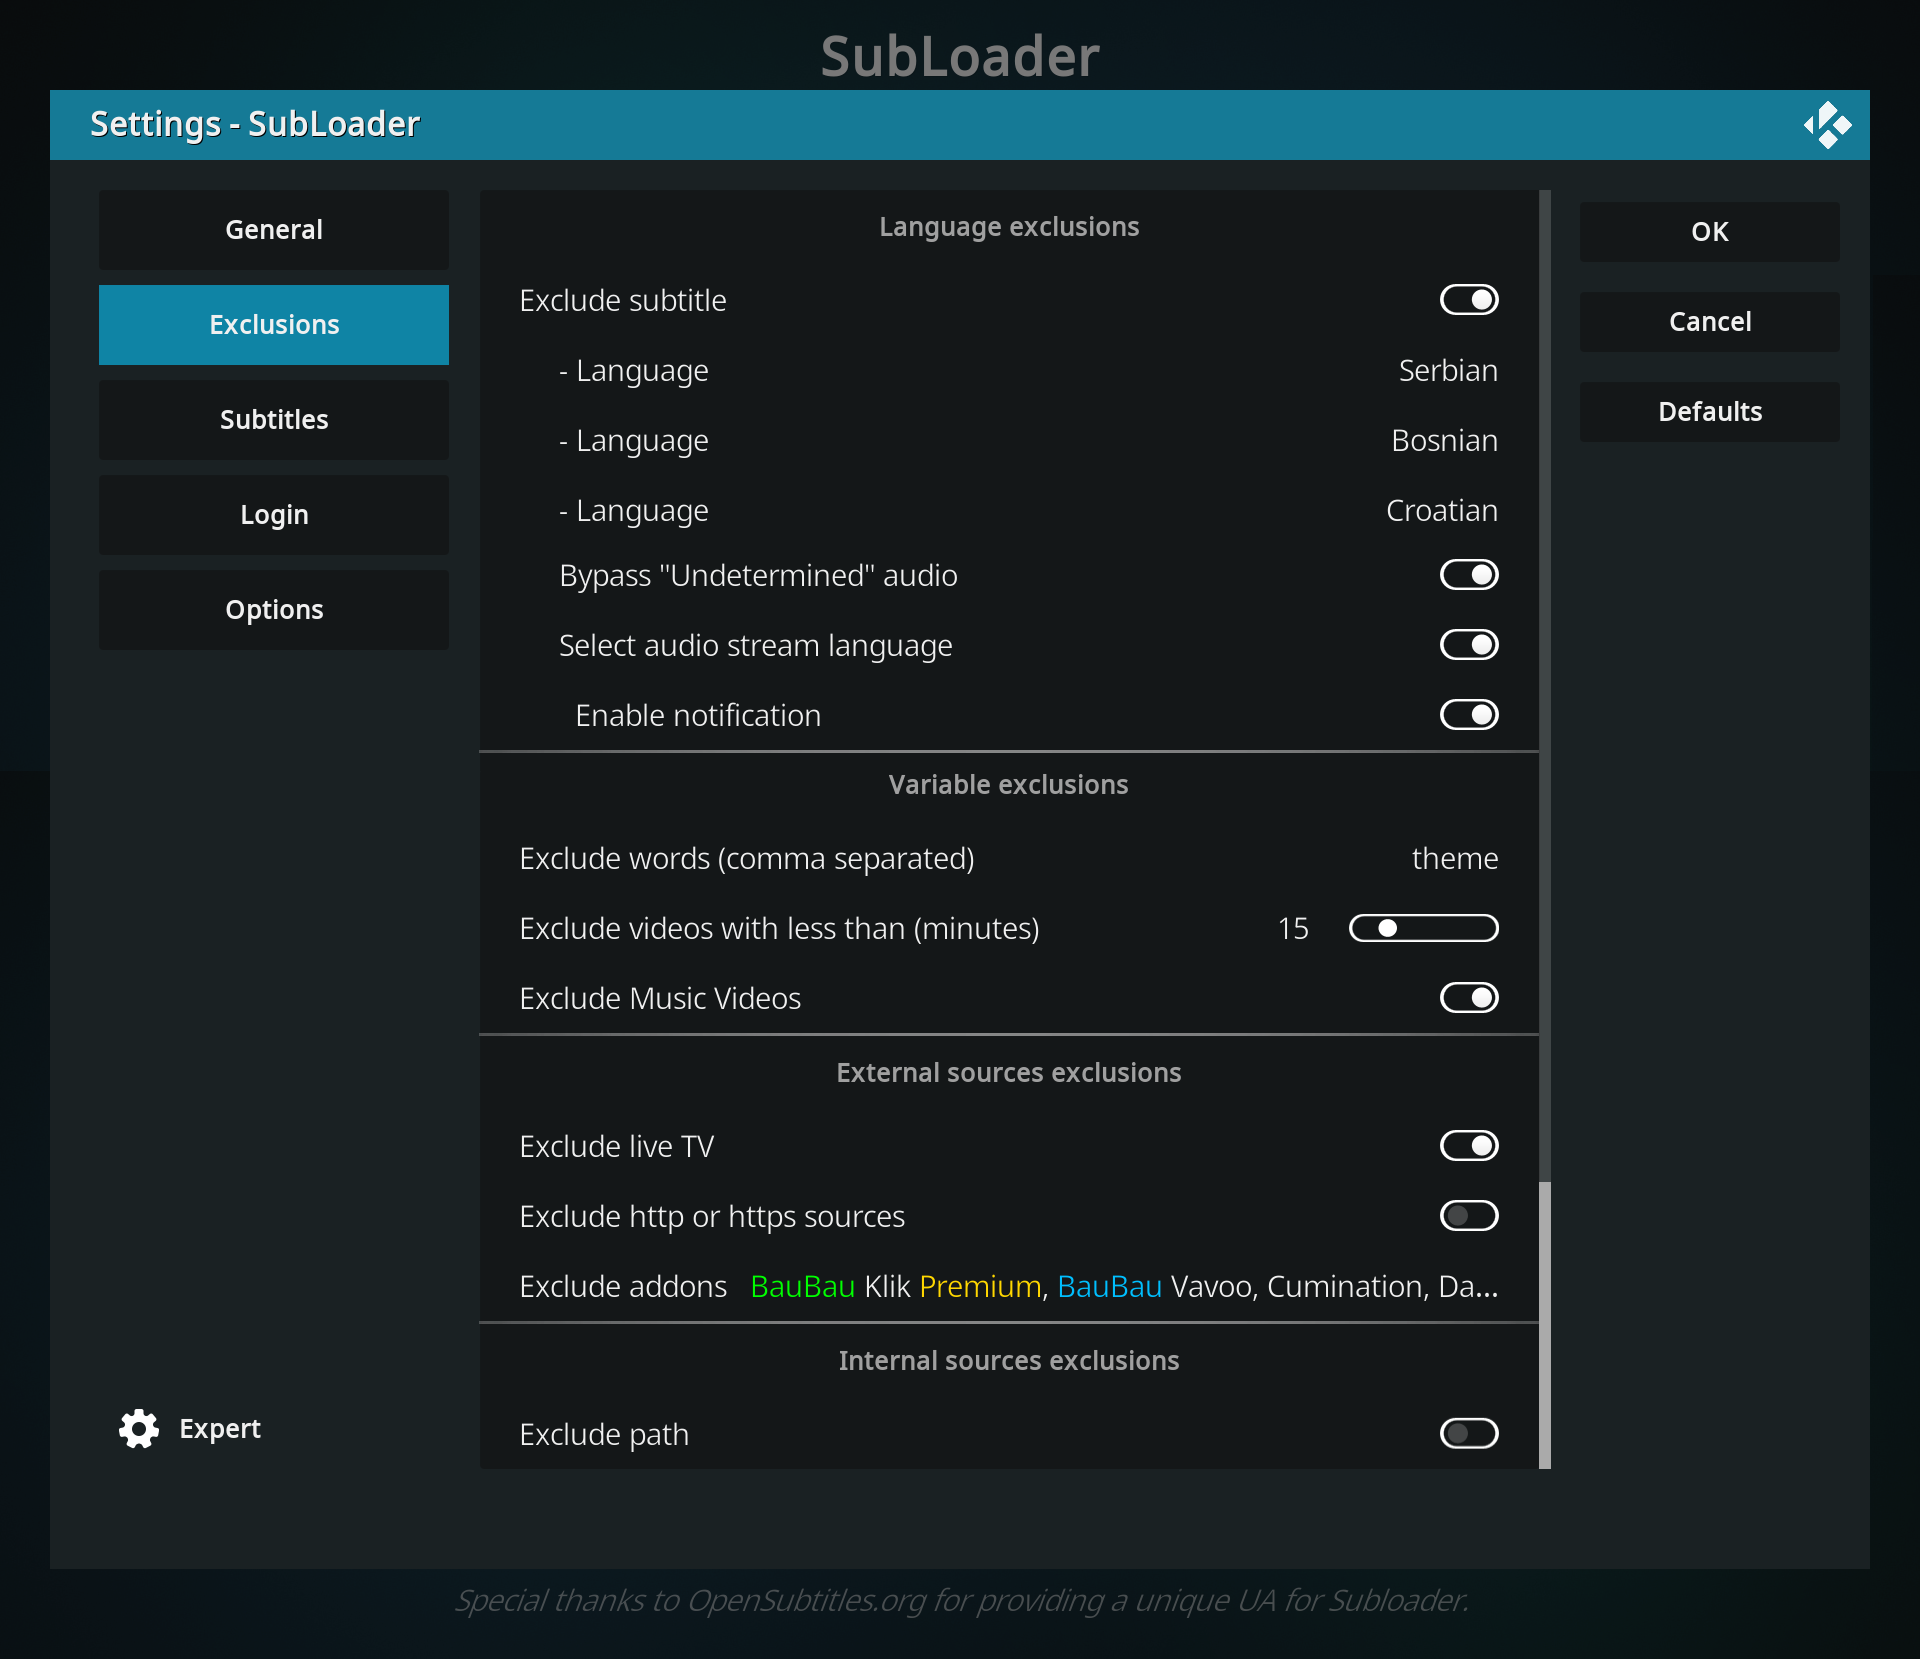 SubLoader
Settings - SubLoader
General
Exclusions
Subtitles
Login
Options
Expert
Language exclusions
Exclude subtitle
- Language Serbian
- Language Bosnian
- Language Croatian
Bypass "Undetermined" audio
Select audio stream language
Enable notification
Variable exclusions
Exclude words (comma separated) theme
Exclude videos with less than (minutes) 15
Exclude Music Videos
External sources exclusions
Exclude live TV
Exclude http or https sources
Exclude addons BauBau Klik Premium, BauBau Vavoo, Cumination, Da...
Internal sources exclusions
Exclude path
OK
Cancel
Defaults
Special thanks to OpenSubtitles.org for providing a unique UA for Subloader.